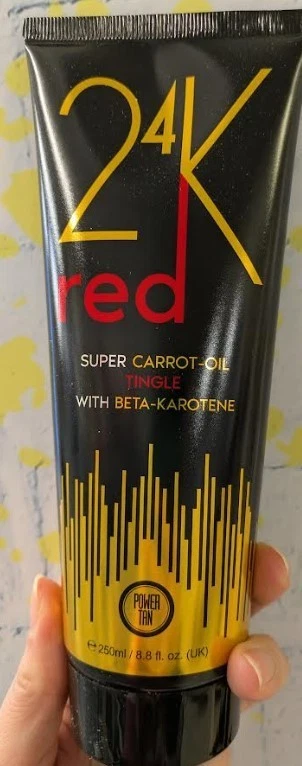 24K
red
SUPER CARROT-OIL
TINGLE
WITH BETA-KAROTENE
POWER
TAN
℮250ml / 8.8 fl. oz. (UK)